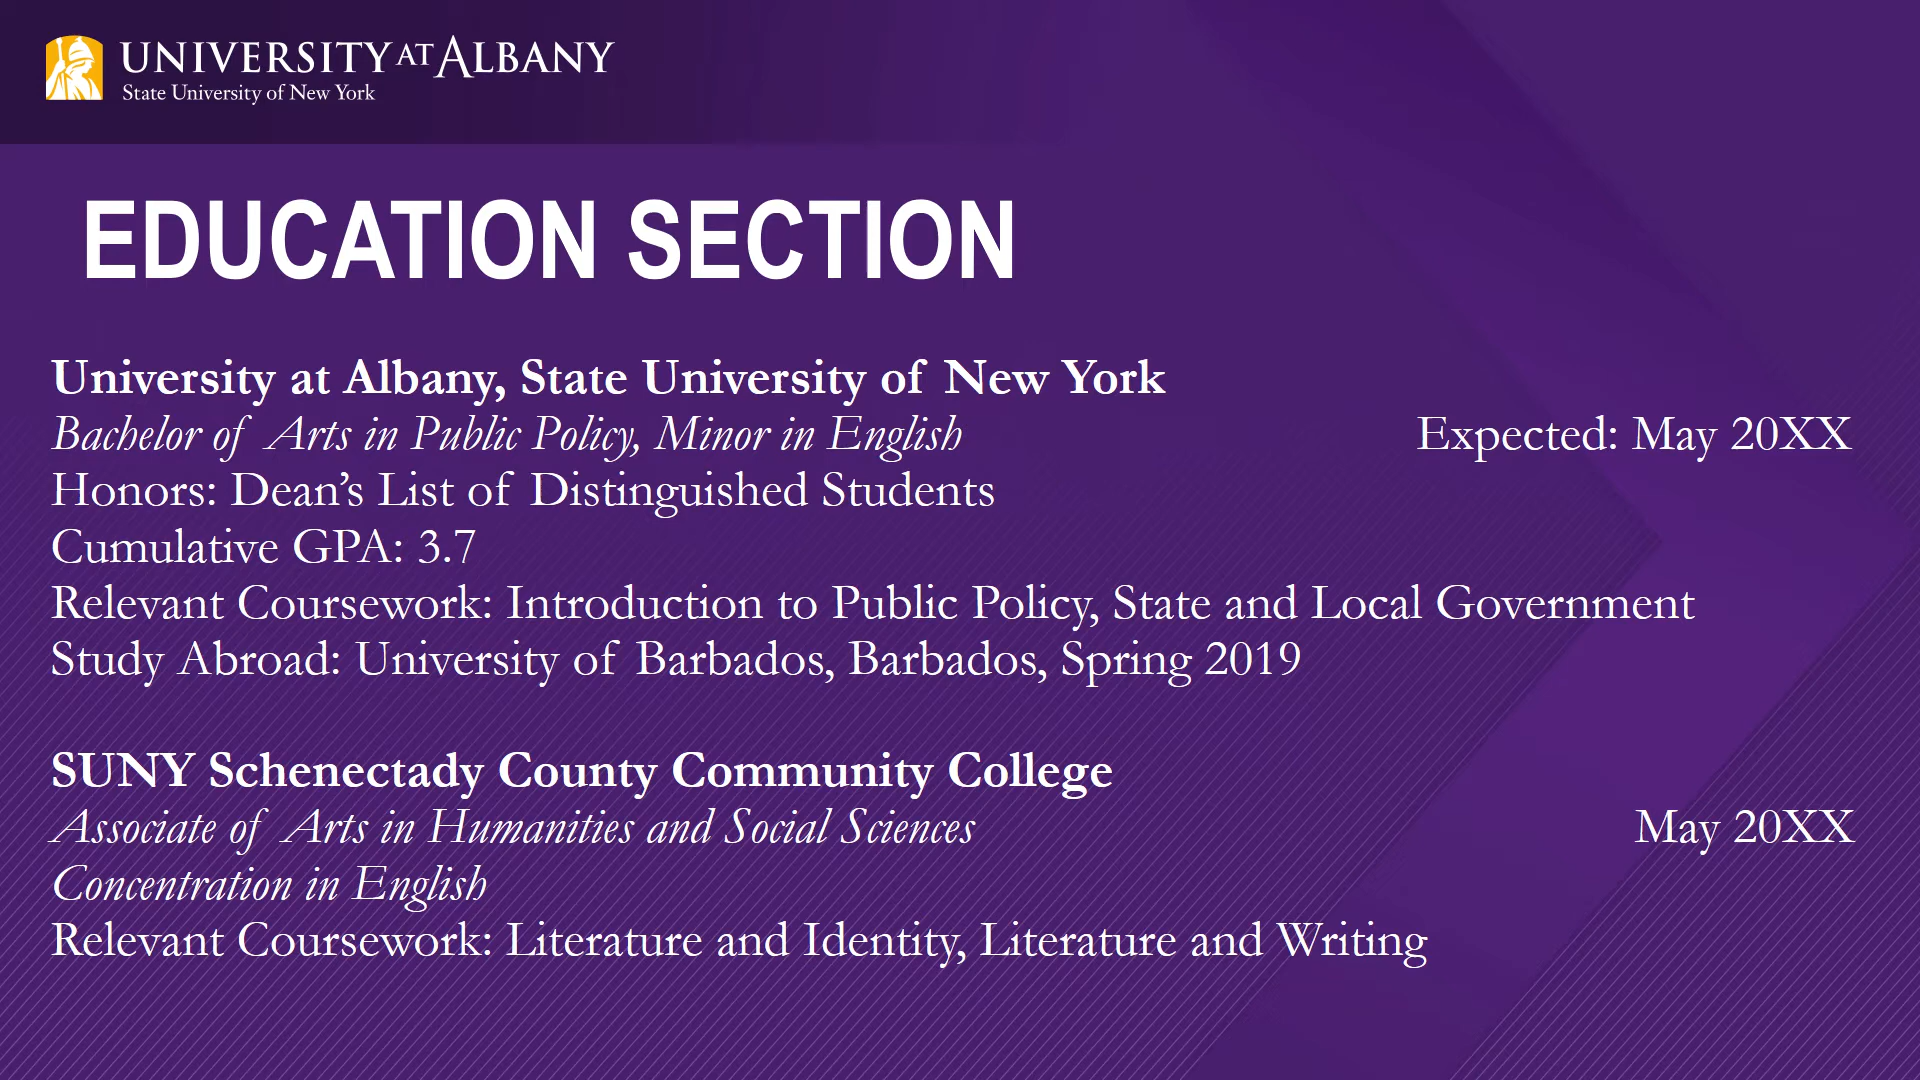 UNIVERSITY AT ALBANY
State University of New York
EDUCATION SECTION
University at Albany, State University of New York
Bachelor of Arts in Public Policy, Minor in English Expected: May 20XX
Honors: Dean’s List of Distinguished Students
Cumulative GPA: 3.7
Relevant Coursework: Introduction to Public Policy, State and Local Government
Study Abroad: University of Barbados, Barbados, Spring 2019
SUNY Schenectady County Community College
Associate of Arts in Humanities and Social Sciences May 20XX
Concentration in English
Relevant Coursework: Literature and Identity, Literature and Writing